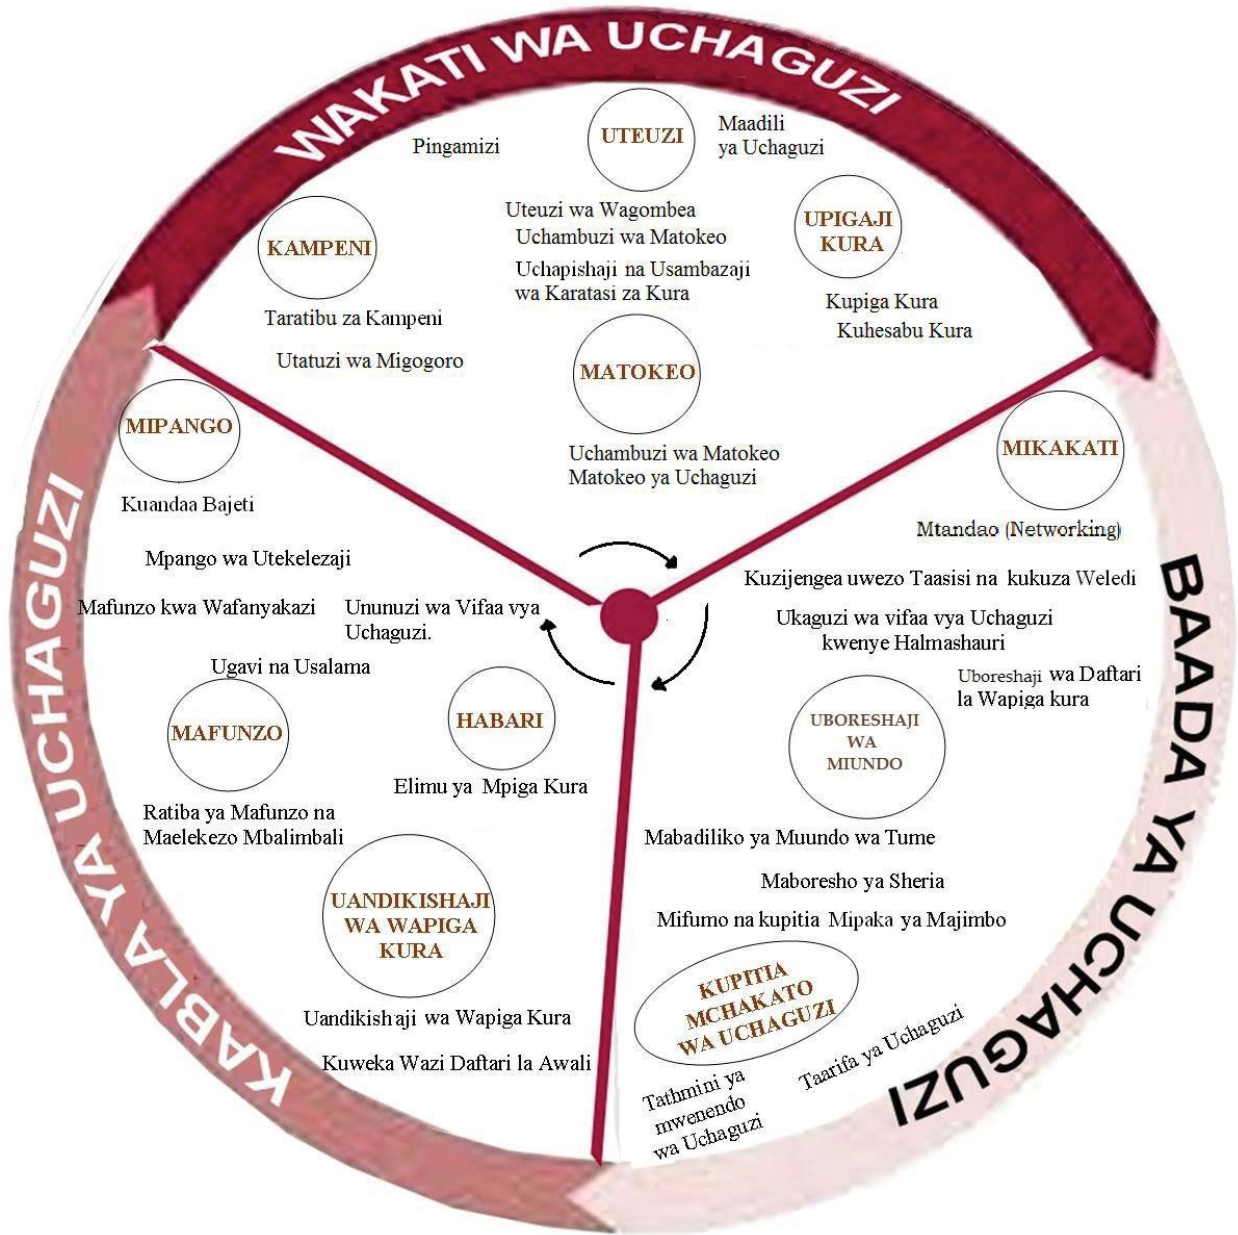 WAKATI WA UCHAGUZI
Pingamizi
UTEUZI
Maadili
ya Uchaguzi
KAMPENI
Uteuzi wa Wagombea
Uchambuzi wa Matokeo
Uchapishaji na Usambazaji
wa Karatasi za Kura
UPIGAJI
KURA
Taratibu za Kampeni
Utatuzi wa Migogoro
Kupiga Kura
Kuhesabu Kura
MATOKEO
Uchambuzi wa Matokeo
Matokeo ya Uchaguzi
KABLA YA UCHAGUZI
MIPANGO
Kuandaa Bajeti
Mpango wa Utekelezaji
Mafunzo kwa Wafanyakazi
Ununuzi wa Vifaa vya
Uchaguzi.
Ugavi na Usalama
MAFUNZO
Ratiba ya Mafunzo na
Maelekezo Mbalimbali
HABARI
Elimu ya Mpiga Kura
UANDIKISHAJI
WA WAPIGA
KURA
Uandikishaji wa Wapiga Kura
Kuweka Wazi Daftari la Awali
BAADA YA UCHAGUZI
MIKAKATI
Mtandao (Networking)
Kuzijengea uwezo Taasisi na kukuza Weledi
Ukaguzi wa vifaa vya Uchaguzi
kwenye Halmashauri
Uboreshaji wa Daftari
la Wapiga kura
UBORESHAJI
WA
MIUNDO
Mabadiliko ya Muundo wa Tume
Maboresho ya Sheria
Mifumo na kupitia Mipaka ya Majimbo
KUPITIA
MCHAKATO
WA UCHAGUZI
Tathmini ya
mwenendo
wa Uchaguzi
Taarifa ya Uchaguzi